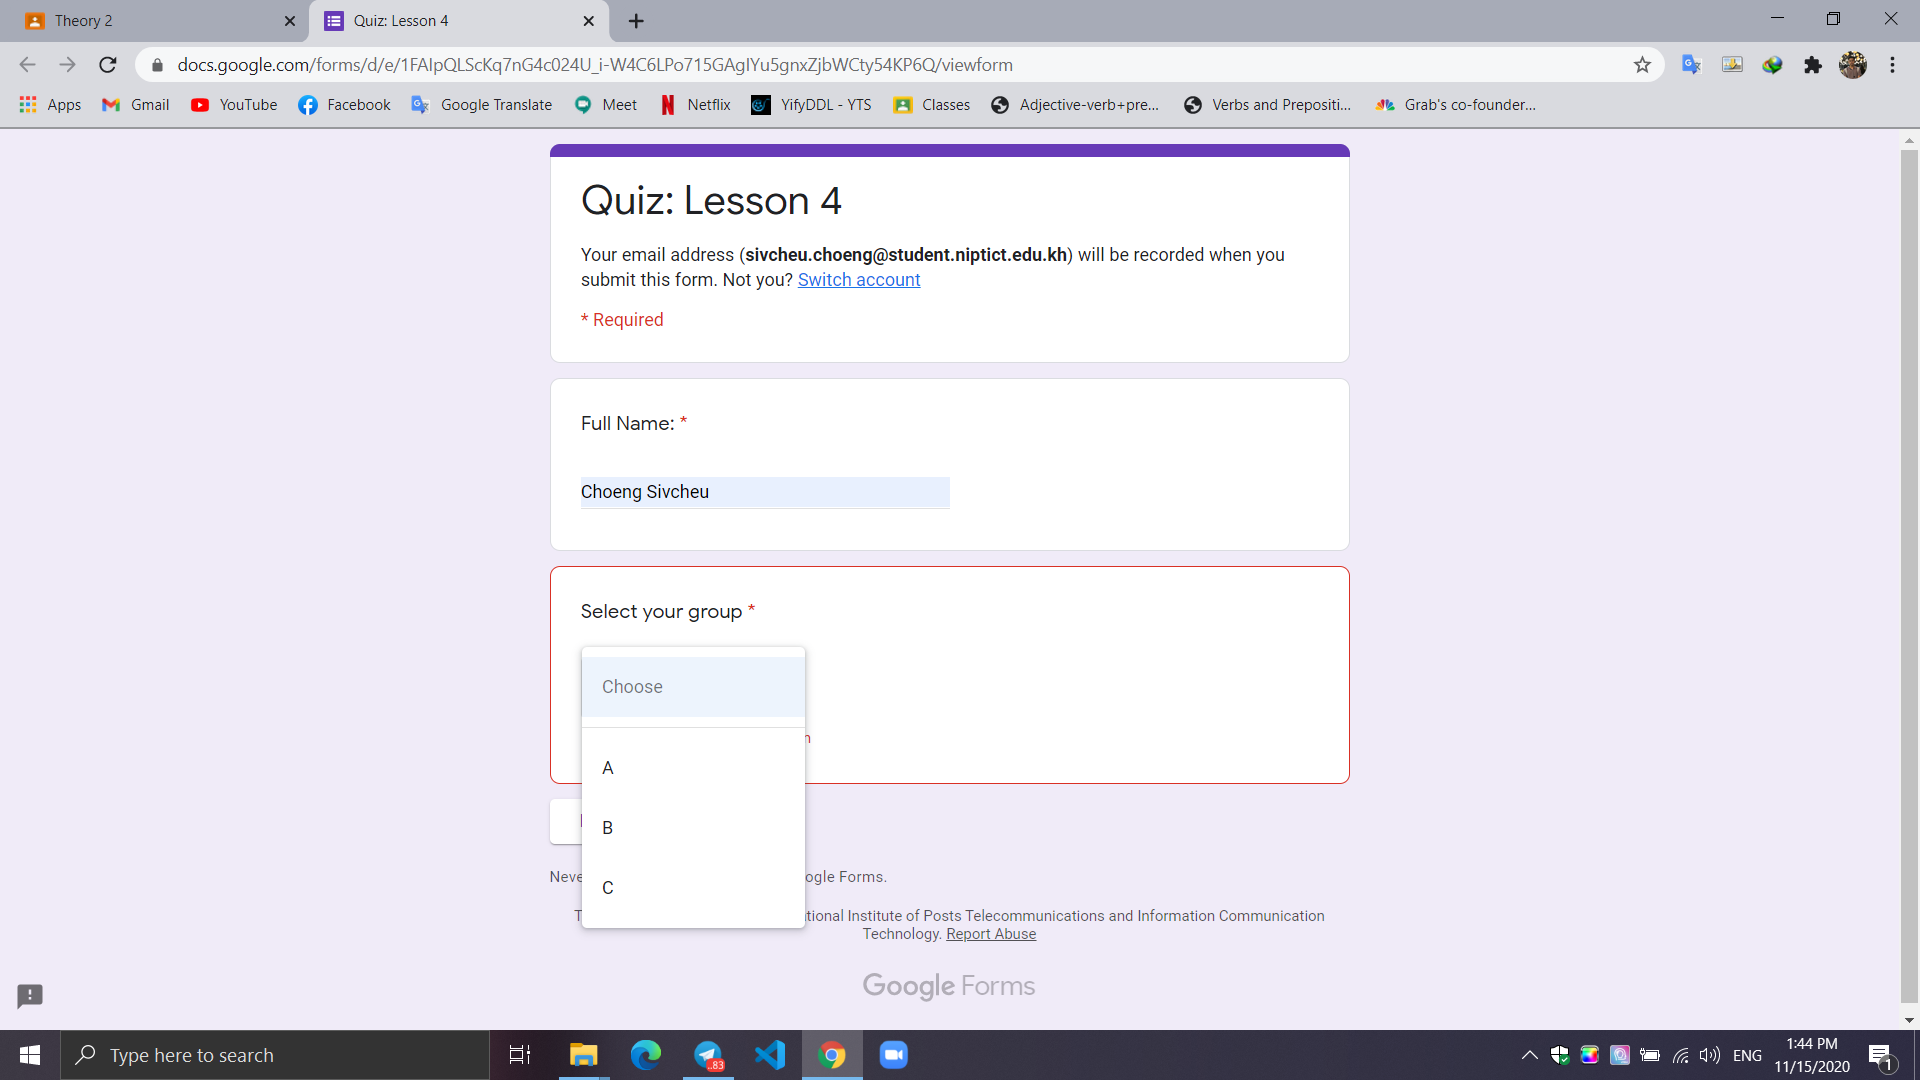 Theory 2
Quiz: Lesson 4
docs.google.com/forms/d/e/1FAIpQLScKq7nG4c024U_i-W4C6LPo715GAglYu5gnxZjbWCty54KP6Q/viewform
Apps Gmail YouTube Facebook Google Translate Meet Netflix YifyDDL - YTS Classes Adjective-verb+pre... Verbs and Prepositi... Grab's co-founder...
Quiz: Lesson 4
Your email address (sivcheu.choeng@student.niptict.edu.kh) will be recorded when you
submit this form. Not you? Switch account
* Required
Full Name: *
Choeng Sivcheu
Select your group *
Choose
A
B
C
ogle Forms.
tional Institute of Posts Telecommunications and Information Communication
Technology. Report Abuse
Google Forms
Type here to search
..83
ENG
1:44 PM
11/15/2020
1